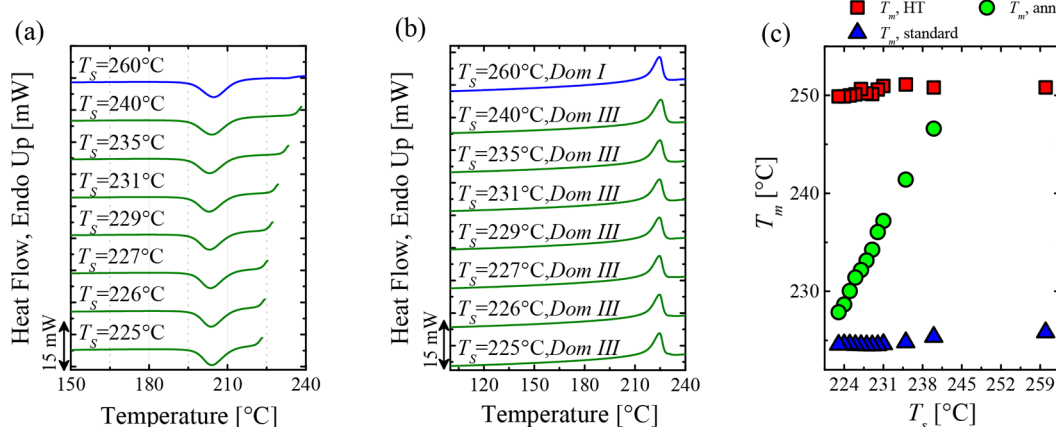 (a)
Heat Flow, Endo Up [mW]
15 mW
T_S=260°C
T_S=240°C
T_S=235°C
T_S=231°C
T_S=229°C
T_S=227°C
T_S=226°C
T_S=225°C
150 180 210 240
Temperature [°C]
(b)
Heat Flow, Endo Up [mW]
15 mW
T_S=260°C, Dom I
T_S=240°C, Dom III
T_S=235°C, Dom III
T_S=231°C, Dom III
T_S=229°C, Dom III
T_S=227°C, Dom III
T_S=226°C, Dom III
T_S=225°C, Dom III
120 150 180 210 240
Temperature [°C]
T_m, HT T_m, ann
T_m, standard
(c)
T_m [°C]
250
240
230
224 231 238 245 252 259
T_s [°C]